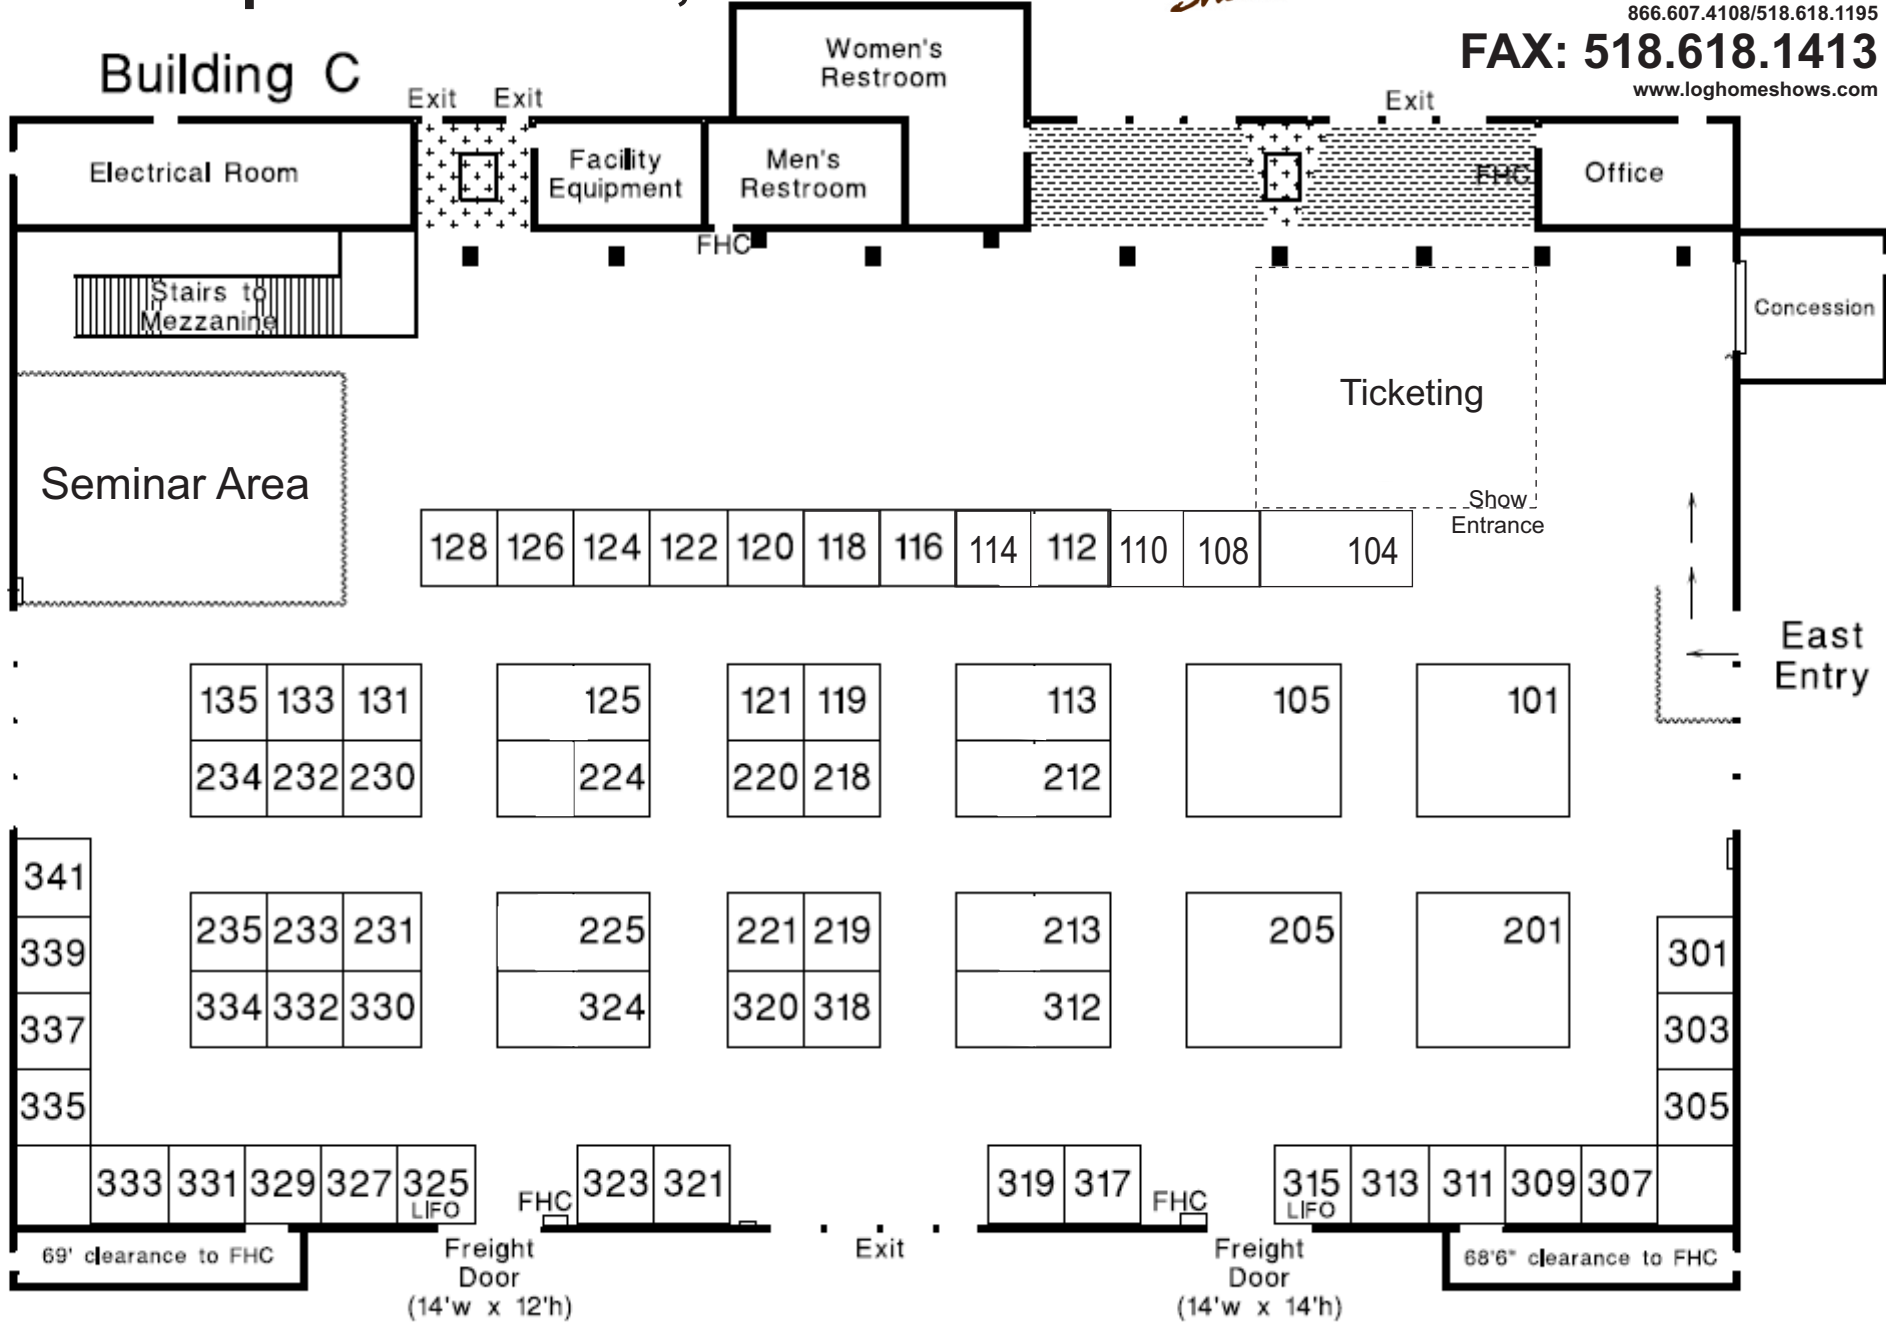 866.607.4108/518.618.1195
FAX: 518.618.1413
www.loghomeshows.com
Building C
Women's
Restroom
Exit
Exit
Exit
Electrical Room
Facility
Equipment
Men's
Restroom
FHC
Office
FHC
Stairs to
Mezzanine
Concession
Ticketing
Seminar Area
Show
Entrance
128 126 124 122 120 118 116 114 112 110 108 104
East
Entry
135 133 131 125 121 119 113 105 101
234 232 230 224 220 218 212
341
235 233 231 225 221 219 213 205 201
339 301
334 332 330 324 320 318 312
337 303
335 305
333 331 329 327 325 323 321 319 317 315 313 311 309 307
LIFO
FHC
FHC
LIFO
69' clearance to FHC
Freight
Door
(14'w x 12'h)
Exit
Freight
Door
(14'w x 14'h)
68'6" clearance to FHC